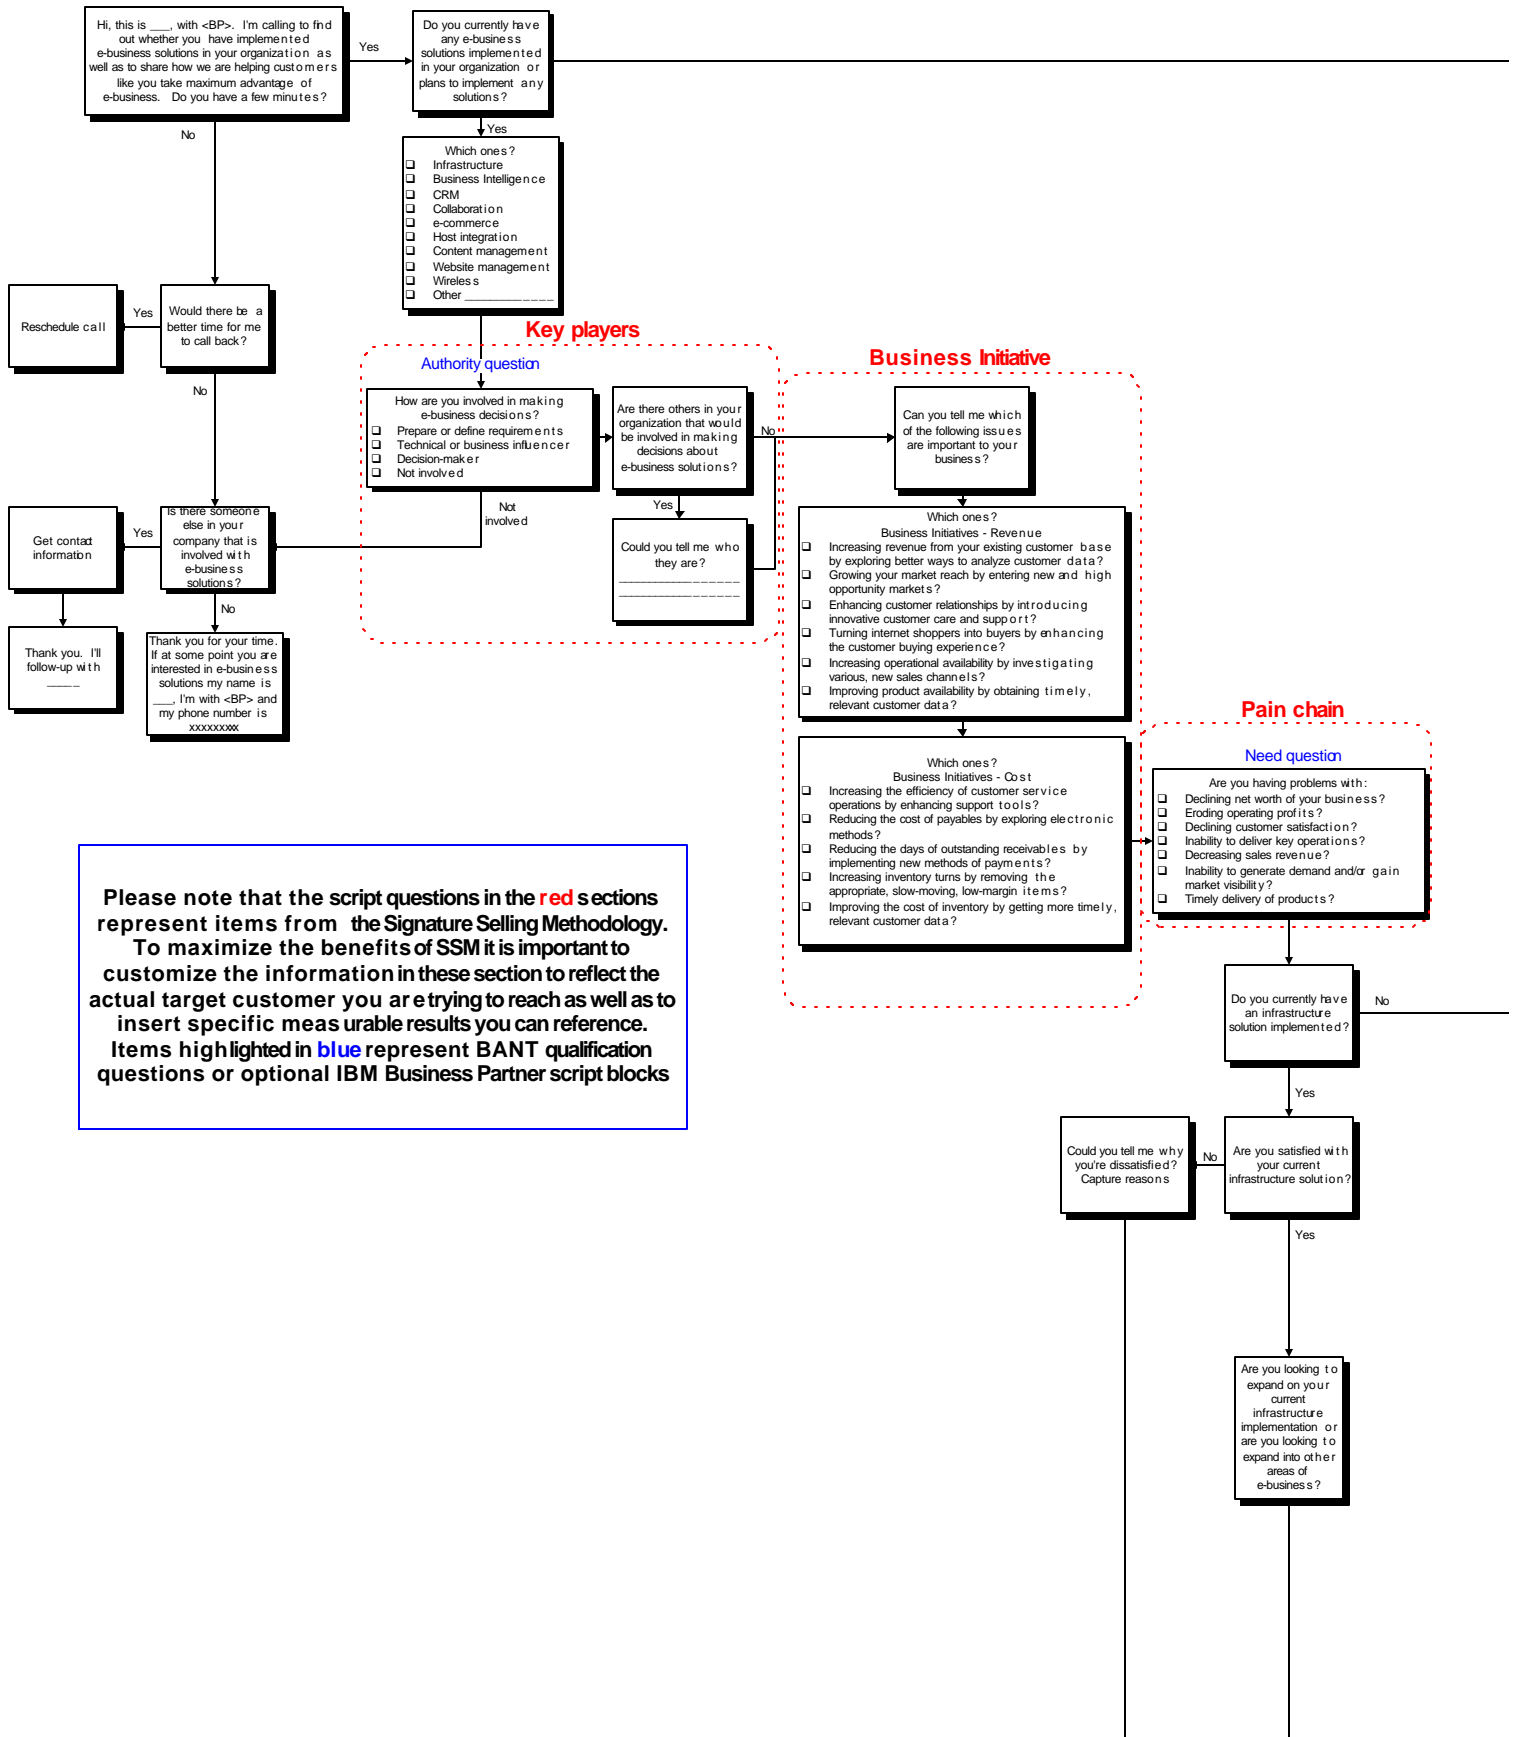 Hi, this is ___, with <BP>. I'm calling to find
out whether you have implemented
e-business solutions in your organization as
well as to share how we are helping customers
like you take maximum advantage of
e-business. Do you have a few minutes?
Yes
Do you currently have
any e-business
solutions implemented
in your organization or
plans to implement any
solutions?
No
Yes
Which ones?
Infrastructure
Business Intelligence
CRM
Collaboration
e-commerce
Host integration
Content management
Website management
Wireless
Other _____________
Reschedule call
Yes
Would there be a
better time for me
to call back?
No
Key players
Authority question
How are you involved in making
e-business decisions?
Prepare or define requirements
Technical or business influencer
Decision-maker
Not involved
Are there others in your
organization that would
be involved in making
decisions about
e-business solutions?
No
Not
involved
Yes
Could you tell me who
they are?
____________________
____________________
Get contact
information
Yes
Is there someone
else in your
company that is
involved with
e-business
solutions?
No
Thank you. I'll
follow-up with
_____
Thank you for your time.
If at some point you are
interested in e-business
solutions my name is
___, I'm with <BP> and
my phone number is
xxxxxxxxx
Business Initiative
Can you tell me which
of the following issues
are important to your
business?
Which ones?
Business Initiatives - Revenue
Increasing revenue from your existing customer base
by exploring better ways to analyze customer data?
Growing your market reach by entering new and high
opportunity markets?
Enhancing customer relationships by introducing
innovative customer care and support?
Turning internet shoppers into buyers by enhancing
the customer buying experience?
Increasing operational availability by investigating
various, new sales channels?
Improving product availability by obtaining timely,
relevant customer data?
Which ones?
Business Initiatives - Cost
Increasing the efficiency of customer service
operations by enhancing support tools?
Reducing the cost of payables by exploring electronic
methods?
Reducing the days of outstanding receivables by
implementing new methods of payments?
Increasing inventory turns by removing the
appropriate, slow-moving, low-margin items?
Improving the cost of inventory by getting more timely,
relevant customer data?
Pain chain
Need question
Are you having problems with:
Declining net worth of your business?
Eroding operating profits?
Declining customer satisfaction?
Inability to deliver key operations?
Decreasing sales revenue?
Inability to generate demand and/or gain
market visibility?
Timely delivery of products?
Please note that the script questions in the red sections
represent items from the Signature Selling Methodology.
To maximize the benefits of SSM it is important to
customize the information in these section to reflect the
actual target customer you are trying to reach as well as to
insert specific measurable results you can reference.
Items highlighted in blue represent BANT qualification
questions or optional IBM Business Partner script blocks
Do you currently have
an infrastructure
solution implemented?
No
Yes
Could you tell me why
you're dissatisfied?
Capture reasons
No
Are you satisfied with
your current
infrastructure solution?
Yes
Are you looking to
expand on your
current
infrastructure
implementation or
are you looking to
expand into other
areas of
e-business?